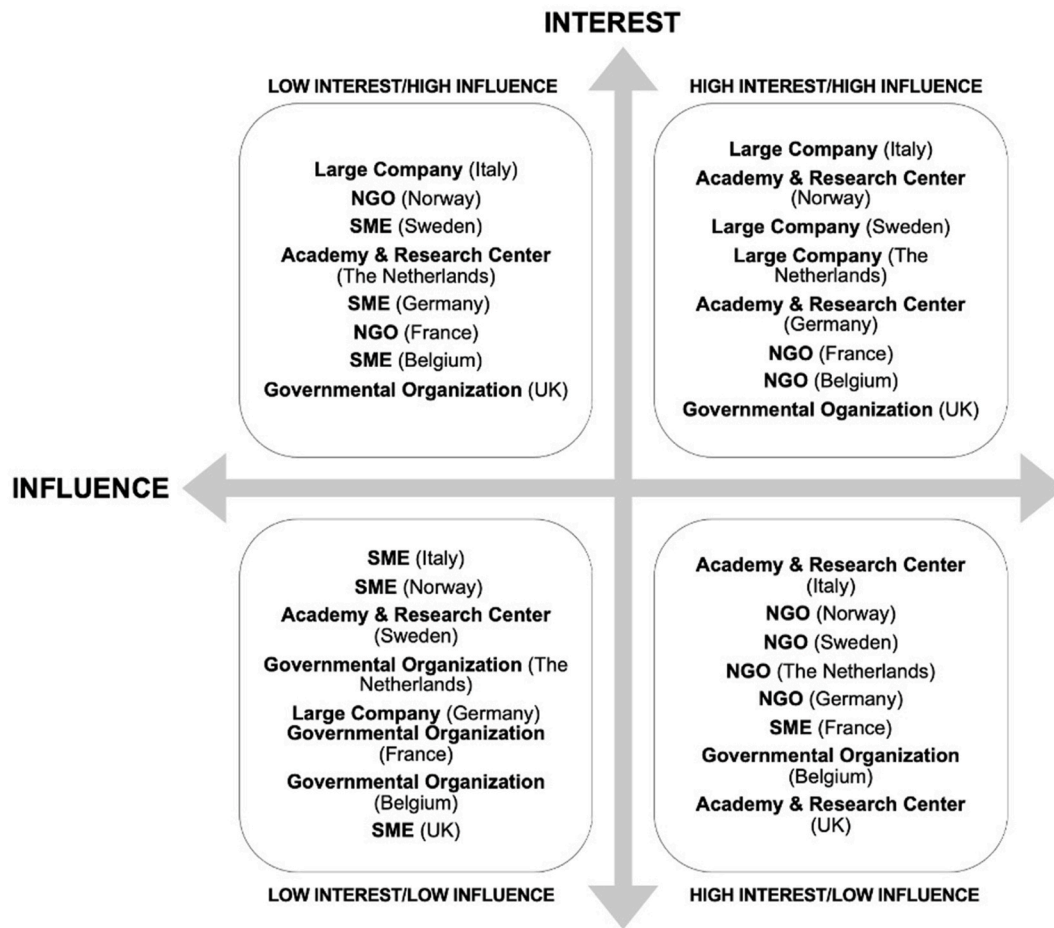 INTEREST
LOW INTEREST/HIGH INFLUENCE
Large Company (Italy)
NGO (Norway)
SME (Sweden)
Academy & Research Center
(The Netherlands)
SME (Germany)
NGO (France)
SME (Belgium)
Governmental Organization (UK)
HIGH INTEREST/HIGH INFLUENCE
Large Company (Italy)
Academy & Research Center
(Norway)
Large Company (Sweden)
Large Company (The
Netherlands)
Academy & Research Center
(Germany)
NGO (France)
NGO (Belgium)
Governmental Oganization (UK)
INFLUENCE
SME (Italy)
SME (Norway)
Academy & Research Center
(Sweden)
Governmental Organization (The
Netherlands)
Large Company (Germany)
Governmental Organization
(France)
Governmental Organization
(Belgium)
SME (UK)
LOW INTEREST/LOW INFLUENCE
Academy & Research Center
(Italy)
NGO (Norway)
NGO (Sweden)
NGO (The Netherlands)
NGO (Germany)
SME (France)
Governmental Organization
(Belgium)
Academy & Research Center
(UK)
HIGH INTEREST/LOW INFLUENCE